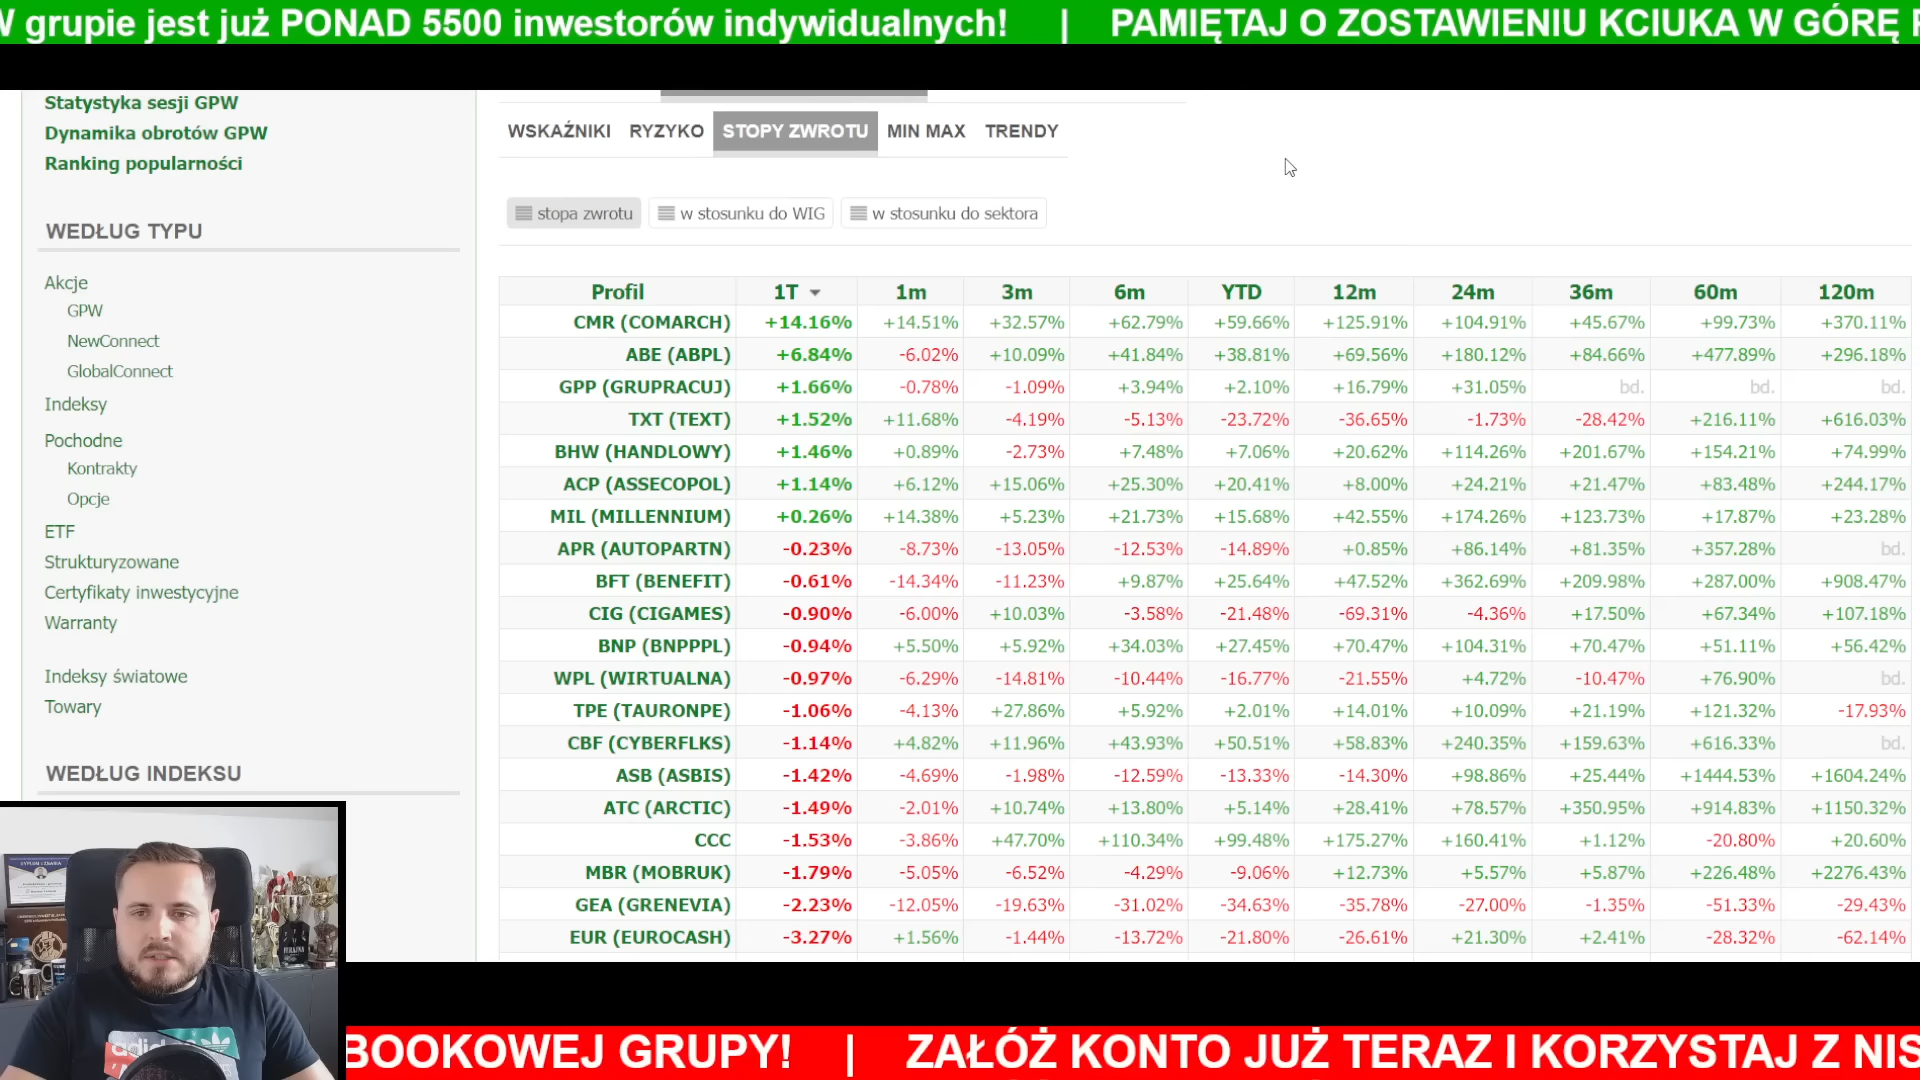 W grupie jest już PONAD 5500 inwestorów indywidualnych! | PAMIĘTAJ O ZOSTAWIENIU KCIUKA W GÓRĘ
Statystyka sesji GPW
Dynamika obrotów GPW
Ranking popularności
WEDŁUG TYPU
Akcje
GPW
NewConnect
GlobalConnect
Indeksy
Pochodne
Kontrakty
Opcje
ETF
Strukturyzowane
Certyfikaty inwestycyjne
Warranty
Indeksy światowe
Towary
WEDŁUG INDEKSU
WSKAŹNIKI RYZYKO STOPY ZWROTU MIN MAX TRENDY
stopa zwrotu w stosunku do WIG w stosunku do sektora
Profil 1T 1m 3m 6m YTD 12m 24m 36m 60m 120m
CMR (COMARCH) +14.16% +14.51% +32.57% +62.79% +59.66% +125.91% +104.91% +45.67% +99.73% +370.11%
ABE (ABPL) +6.84% -6.02% +10.09% +41.84% +38.81% +69.56% +180.12% +84.66% +477.89% +296.18%
GPP (GRUPRACUJ) +1.66% -0.78% -1.09% +3.94% +2.10% +16.79% +31.05% bd. bd. bd.
TXT (TEXT) +1.52% +11.68% -4.19% -5.13% -23.72% -36.65% -1.73% -28.42% +216.11% +616.03%
BHW (HANDLOWY) +1.46% +0.89% -2.73% +7.48% +7.06% +20.62% +114.26% +201.67% +154.21% +74.99%
ACP (ASSECOPOL) +1.14% +6.12% +15.06% +25.30% +20.41% +8.00% +24.21% +21.47% +83.48% +244.17%
MIL (MILLENNIUM) +0.26% +14.38% +5.23% +21.73% +15.68% +42.55% +174.26% +123.73% +17.87% +23.28%
APR (AUTOPARTN) -0.23% -8.73% -13.05% -12.53% -14.89% +0.85% +86.14% +81.35% +357.28% bd.
BFT (BENEFIT) -0.61% -14.34% -11.23% +9.87% +25.64% +47.52% +362.69% +209.98% +287.00% +908.47%
CIG (CIGAMES) -0.90% -6.00% +10.03% -3.58% -21.48% -69.31% -4.36% +17.50% +67.34% +107.18%
BNP (BNPPPL) -0.94% +5.50% +5.92% +34.03% +27.45% +70.47% +104.31% +70.47% +51.11% +56.42%
WPL (WIRTUALNA) -0.97% -6.29% -14.81% -10.44% -16.77% -21.55% +4.72% -10.47% +76.90% bd.
TPE (TAURONPE) -1.06% -4.13% +27.86% +5.92% +2.01% +14.01% +10.09% +21.19% +121.32% -17.93%
CBF (CYBERFLKS) -1.14% +4.82% +11.96% +43.93% +50.51% +58.83% +240.35% +159.63% +616.33% bd.
ASB (ASBIS) -1.42% -4.69% -1.98% -12.59% -13.33% -14.30% +98.86% +25.44% +1444.53% +1604.24%
ATC (ARCTIC) -1.49% -2.01% +10.74% +13.80% +5.14% +28.41% +78.57% +350.95% +914.83% +1150.32%
CCC -1.53% -3.86% +47.70% +110.34% +99.48% +175.27% +160.41% +1.12% -20.80% +20.60%
MBR (MOBRUK) -1.79% -5.05% -6.52% -4.29% -9.06% +12.73% +5.57% +5.87% +226.48% +2276.43%
GEA (GRENEVIA) -2.23% -12.05% -19.63% -31.02% -34.63% -35.78% -27.00% -1.35% -51.33% -29.43%
EUR (EUROCASH) -3.27% +1.56% -1.44% -13.72% -21.80% -26.61% +21.30% +2.41% -28.32% -62.14%
adidas
BOOKOWEJ GRUPY! | ZAŁÓŻ KONTO JUŻ TERAZ I KORZYSTAJ Z NIS